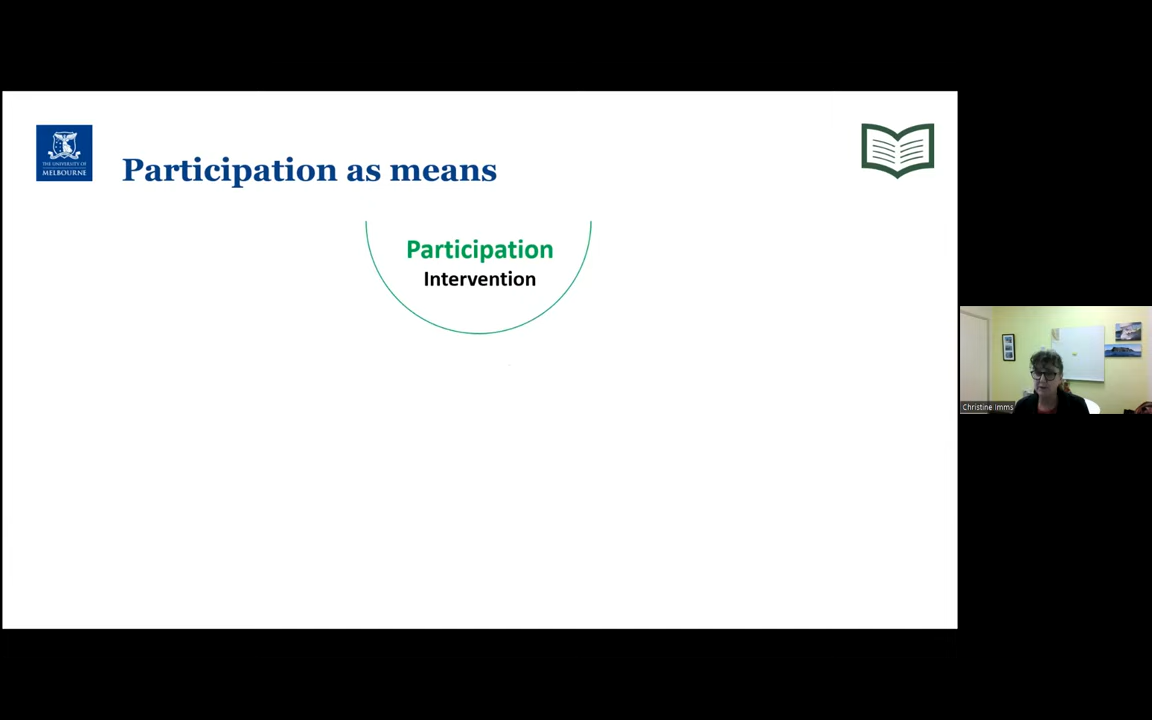 THE UNIVERSITY OF
MELBOURNE
Participation as means
Participation
Intervention
Christine Imms